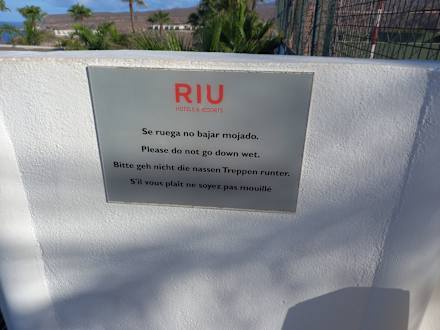 RIU
HOTELS & RESORTS
Se ruega no bajar mojado.
Please do not go down wet.
Bitte geh nicht die nassen Treppen runter.
S'il vous plait ne soyez pas mouille